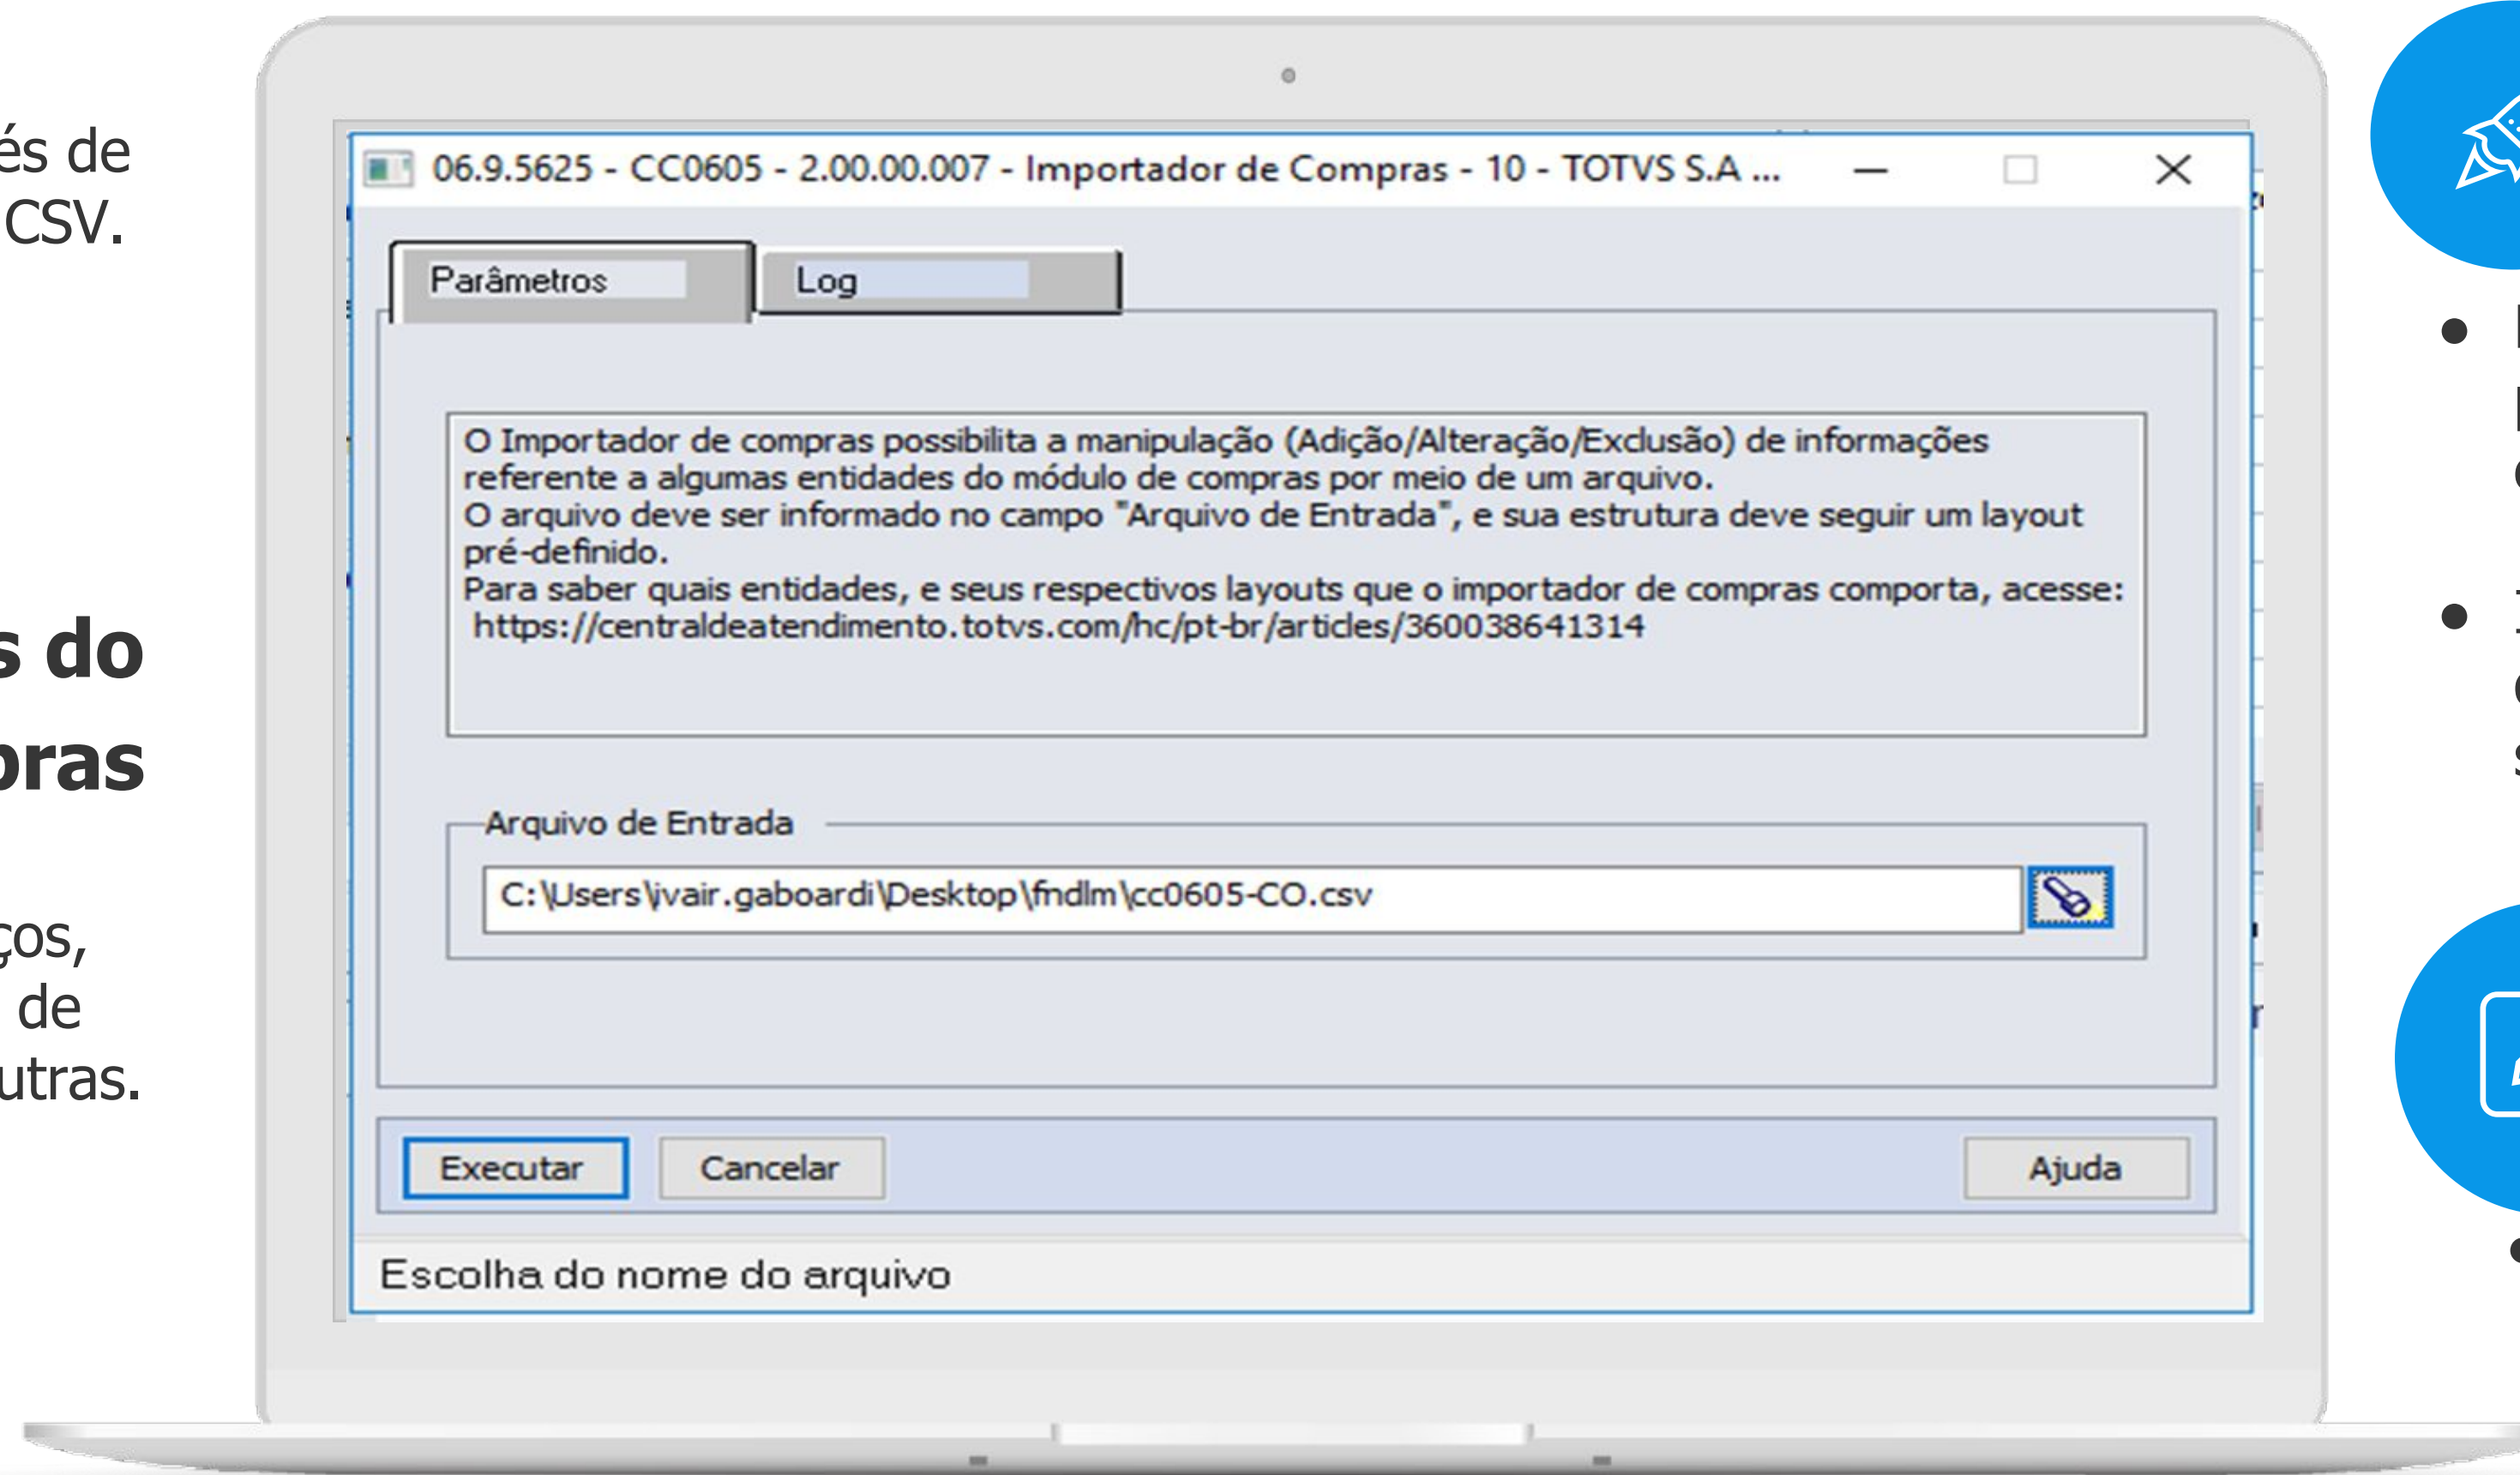 CSV.
s do
de
06.9.5625 - CC0605 - 2.00.00.007 - Importador de Compras - 10 - TOTVS S.A ...
Parâmetros
Log
O Importador de compras possibilita a manipulação (Adição/Alteração/Exclusão) de informações
referente a algumas entidades do módulo de compras por meio de um arquivo.
O arquivo deve ser informado no campo "Arquivo de Entrada", e sua estrutura deve seguir um layout
pré-definido.
Para saber quais entidades, e seus respectivos layouts que o importador de compras comporta, acesse:
https://centraldeatendimento.totvs.com/hc/pt-br/articles/360038641314
Arquivo de Entrada
C:\Users\ivair.gaboardi\Desktop\fndlm\cc0605-CO.csv
Executar
Cancelar
Ajuda
Escolha do nome do arquivo